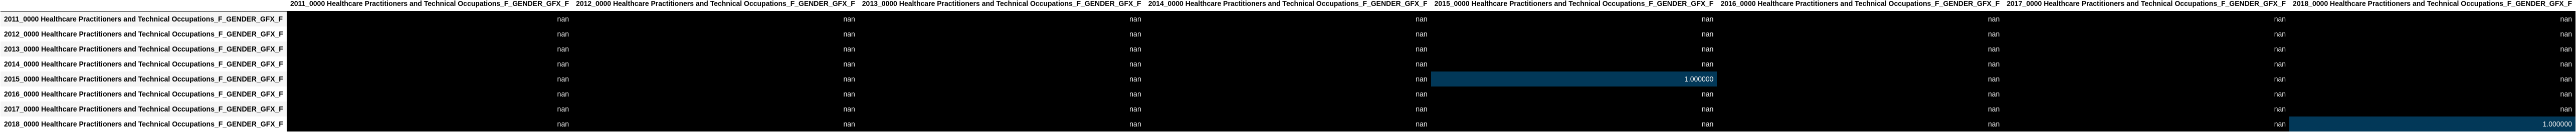 2011_0000 Healthcare Practitioners and Technical Occupations_F_GENDER_GFX_F 2012_0000 Healthcare Practitioners and Technical Occupations_F_GENDER_GFX_F 2013_0000 Healthcare Practitioners and Technical Occupations_F_GENDER_GFX_F 2014_0000 Healthcare Practitioners and Technical Occupations_F_GENDER_GFX_F 2015_0000 Healthcare Practitioners and Technical Occupations_F_GENDER_GFX_F 2016_0000 Healthcare Practitioners and Technical Occupations_F_GENDER_GFX_F 2017_0000 Healthcare Practitioners and Technical Occupations_F_GENDER_GFX_F 2018_0000 Healthcare Practitioners and Technical Occupations_F_GENDER_GFX_F
2011_0000 Healthcare Practitioners and Technical Occupations_F_GENDER_GFX_F nan nan nan nan nan nan nan nan
2012_0000 Healthcare Practitioners and Technical Occupations_F_GENDER_GFX_F nan nan nan nan nan nan nan nan
2013_0000 Healthcare Practitioners and Technical Occupations_F_GENDER_GFX_F nan nan nan nan nan nan nan nan
2014_0000 Healthcare Practitioners and Technical Occupations_F_GENDER_GFX_F nan nan nan nan nan nan nan nan
2015_0000 Healthcare Practitioners and Technical Occupations_F_GENDER_GFX_F nan nan nan nan 1.000000 nan nan nan
2016_0000 Healthcare Practitioners and Technical Occupations_F_GENDER_GFX_F nan nan nan nan nan nan nan nan
2017_0000 Healthcare Practitioners and Technical Occupations_F_GENDER_GFX_F nan nan nan nan nan nan nan nan
2018_0000 Healthcare Practitioners and Technical Occupations_F_GENDER_GFX_F nan nan nan nan nan nan nan 1.000000